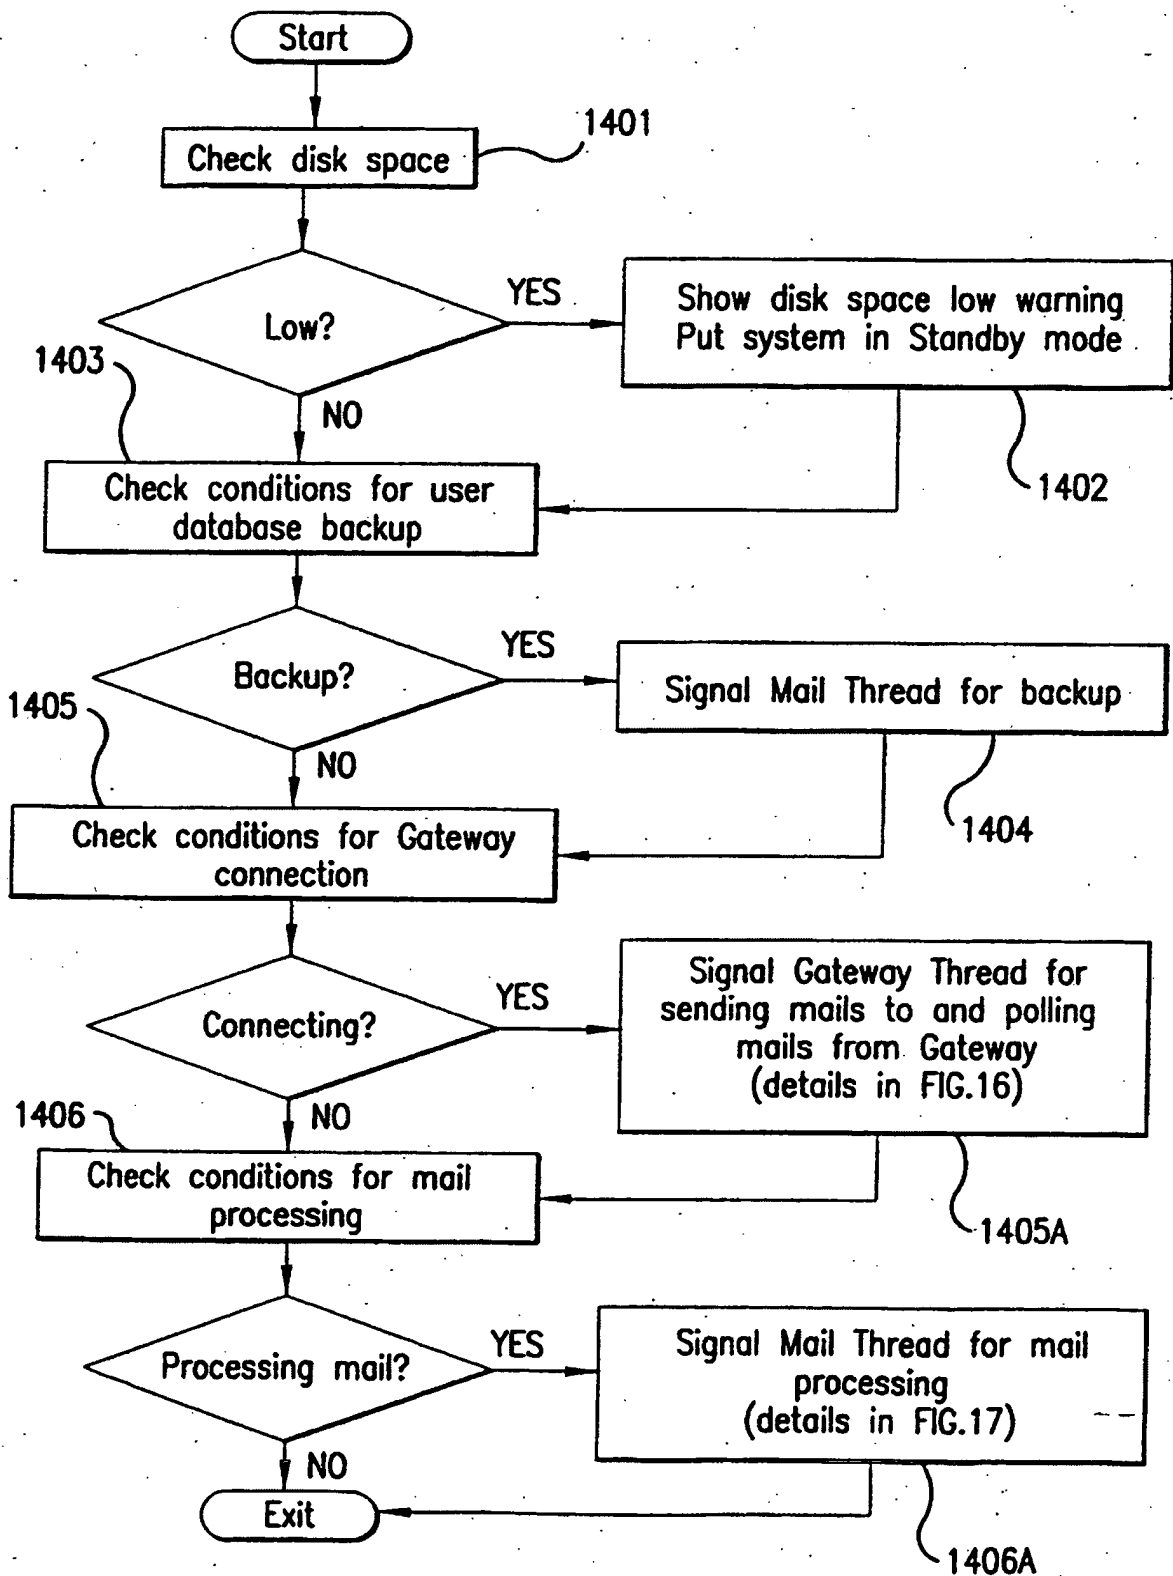 Start
1401
Check disk space
YES
Low?
Show disk space low warning
Put system in Standby mode
1403
NO
1402
Check conditions for user
database backup
YES
Backup?
Signal Mail Thread for backup
1405
NO
1404
Check conditions for Gateway
connection
YES
Connecting?
Signal Gateway Thread for
sending mails to and polling
mails from Gateway
(details in FIG.16)
1406
NO
Check conditions for mail
processing
1405A
YES
Processing mail?
Signal Mail Thread for mail
processing
(details in FIG.17)
NO
Exit
1406A